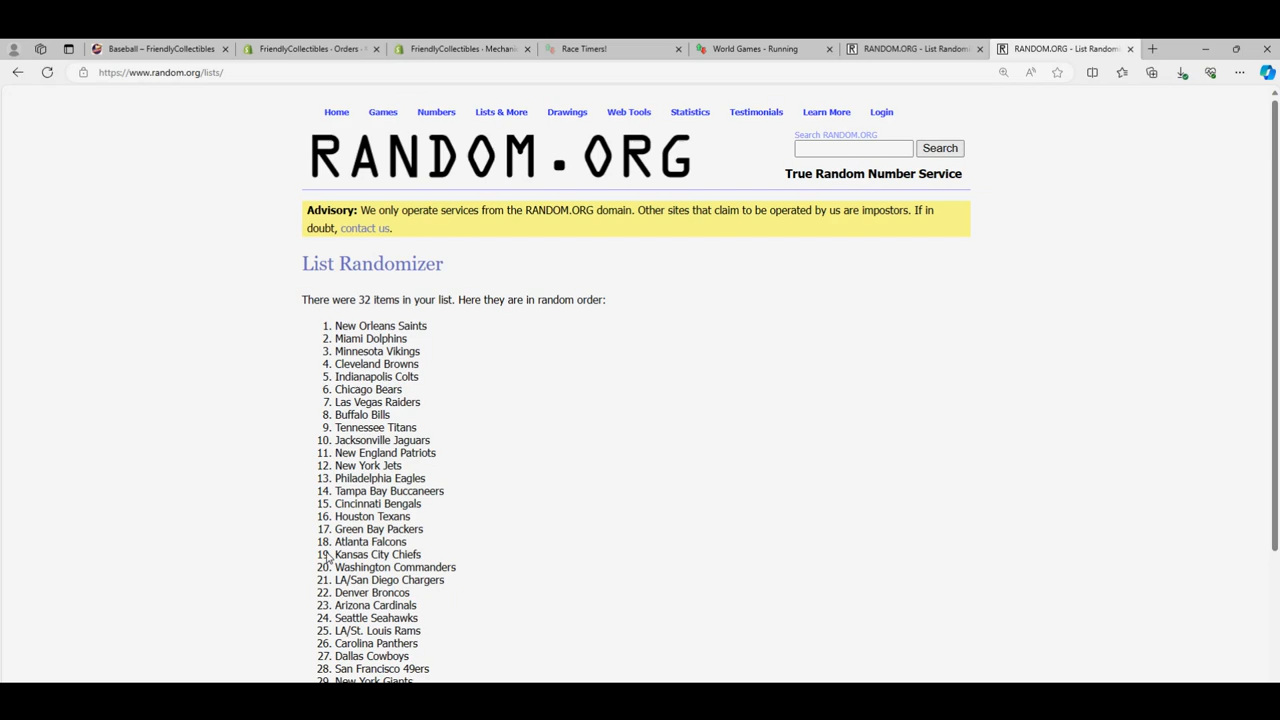 Baseball – FriendlyCollectibles
FriendlyCollectibles · Orders ·
FriendlyCollectibles · Mechani
Race Timers!
World Games - Running
RANDOM.ORG - List Random
RANDOM.ORG - List Random
https://www.random.org/lists/
Home Games Numbers Lists & More Drawings Web Tools Statistics Testimonials Learn More Login
RANDOM.ORG
Search RANDOM.ORG
Search
True Random Number Service
Advisory: We only operate services from the RANDOM.ORG domain. Other sites that claim to be operated by us are impostors. If in
doubt, contact us.
List Randomizer
There were 32 items in your list. Here they are in random order:
1. New Orleans Saints
2. Miami Dolphins
3. Minnesota Vikings
4. Cleveland Browns
5. Indianapolis Colts
6. Chicago Bears
7. Las Vegas Raiders
8. Buffalo Bills
9. Tennessee Titans
10. Jacksonville Jaguars
11. New England Patriots
12. New York Jets
13. Philadelphia Eagles
14. Tampa Bay Buccaneers
15. Cincinnati Bengals
16. Houston Texans
17. Green Bay Packers
18. Atlanta Falcons
19. Kansas City Chiefs
20. Washington Commanders
21. LA/San Diego Chargers
22. Denver Broncos
23. Arizona Cardinals
24. Seattle Seahawks
25. LA/St. Louis Rams
26. Carolina Panthers
27. Dallas Cowboys
28. San Francisco 49ers
29. New York Giants